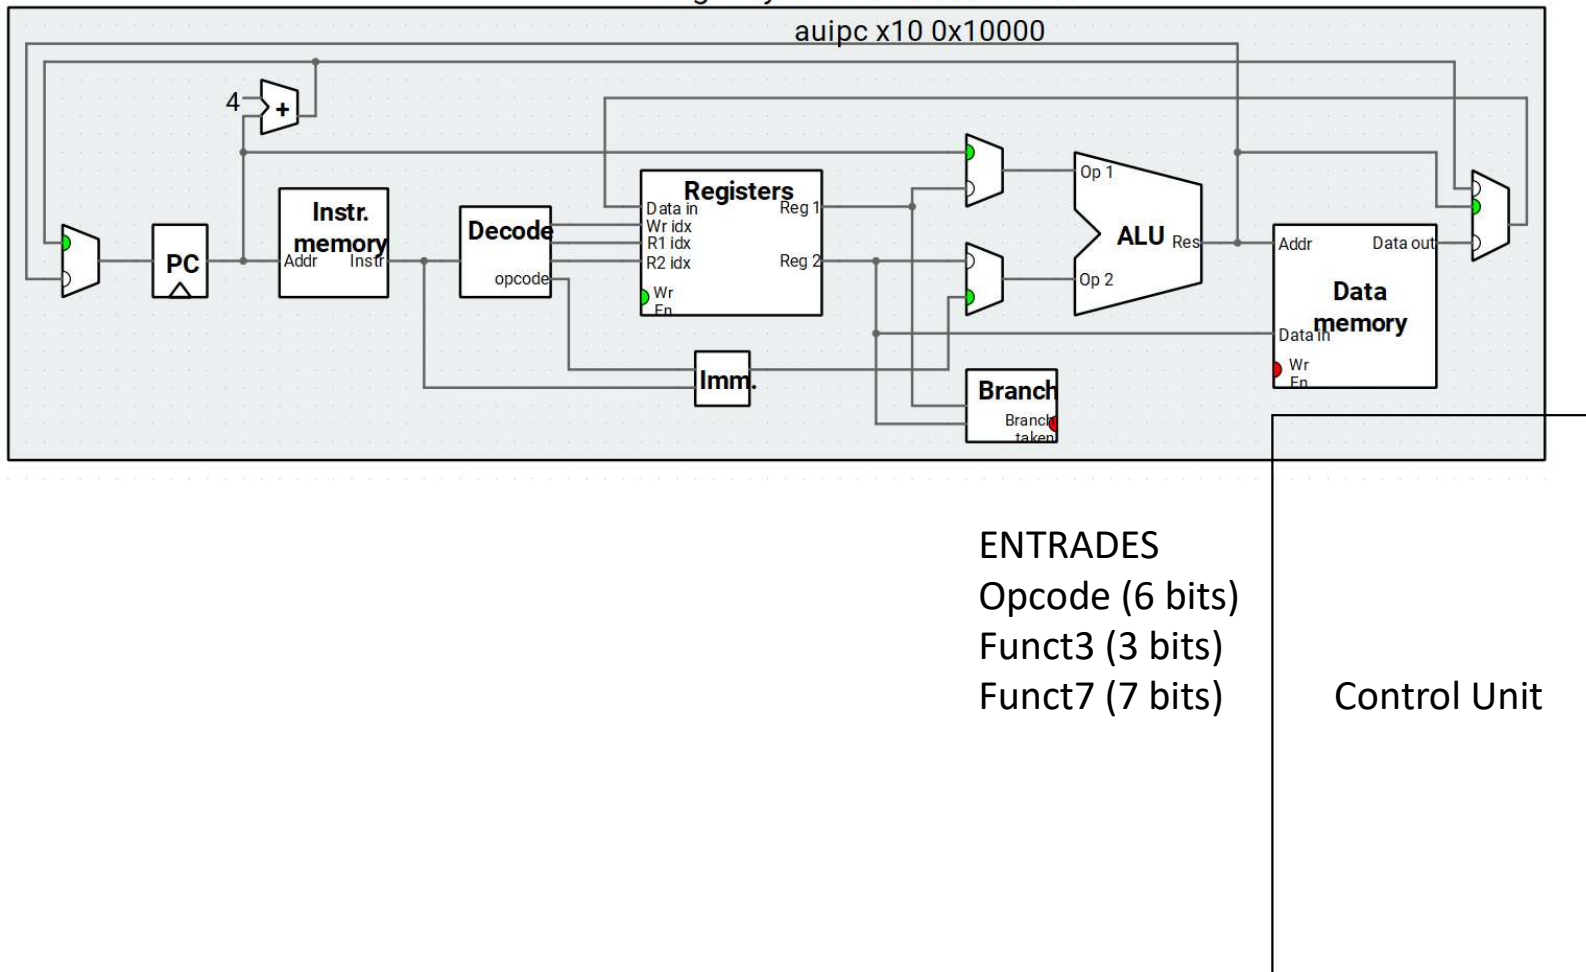 auipc x10 0x10000
4
+
Instr.
memory
Addr
Instr
PC
Decode
opcode
Registers
Data in
Wr idx
R1 idx
R2 idx
Reg 1
Reg 2
Wr
En
Imm.
Op 1
Op 2
ALU
Res
Branch
Branch
taken
Addr
Data out
Data
memory
Data in
Wr
En
ENTRADES
Opcode (6 bits)
Funct3 (3 bits)
Funct7 (7 bits)
Control Unit